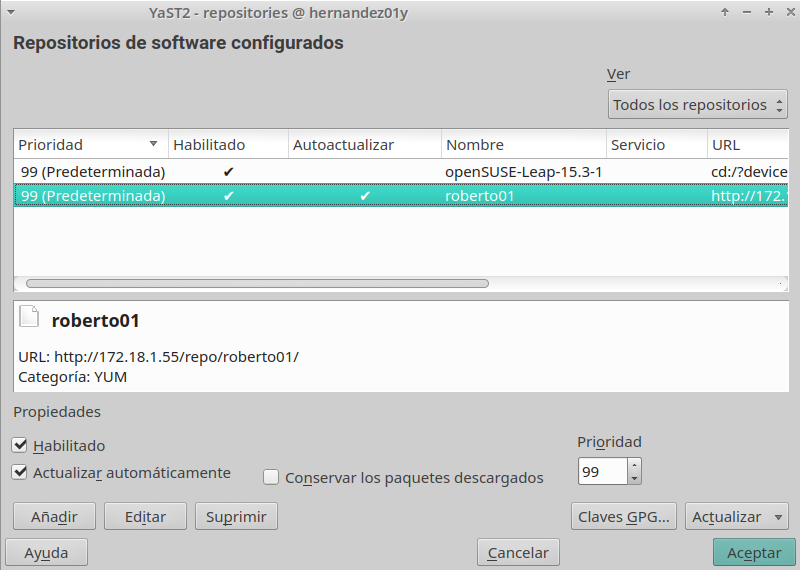 YaST2 - repositories @ hernandez01y
Repositorios de software configurados
Ver
Todos los repositorios
Prioridad Habilitado Autoactualizar Nombre Servicio URL
99 (Predeterminada) ✔ openSUSE-Leap-15.3-1 cd:/?device
99 (Predeterminada) ✔ ✔ roberto01 http://172.
roberto01
URL: http://172.18.1.55/repo/roberto01/
Categoría: YUM
Propiedades
Habilitado
Prioridad
Actualizar automáticamente
Conservar los paquetes descargados
99
Añadir Editar Suprimir Claves GPG... Actualizar
Ayuda Cancelar Aceptar